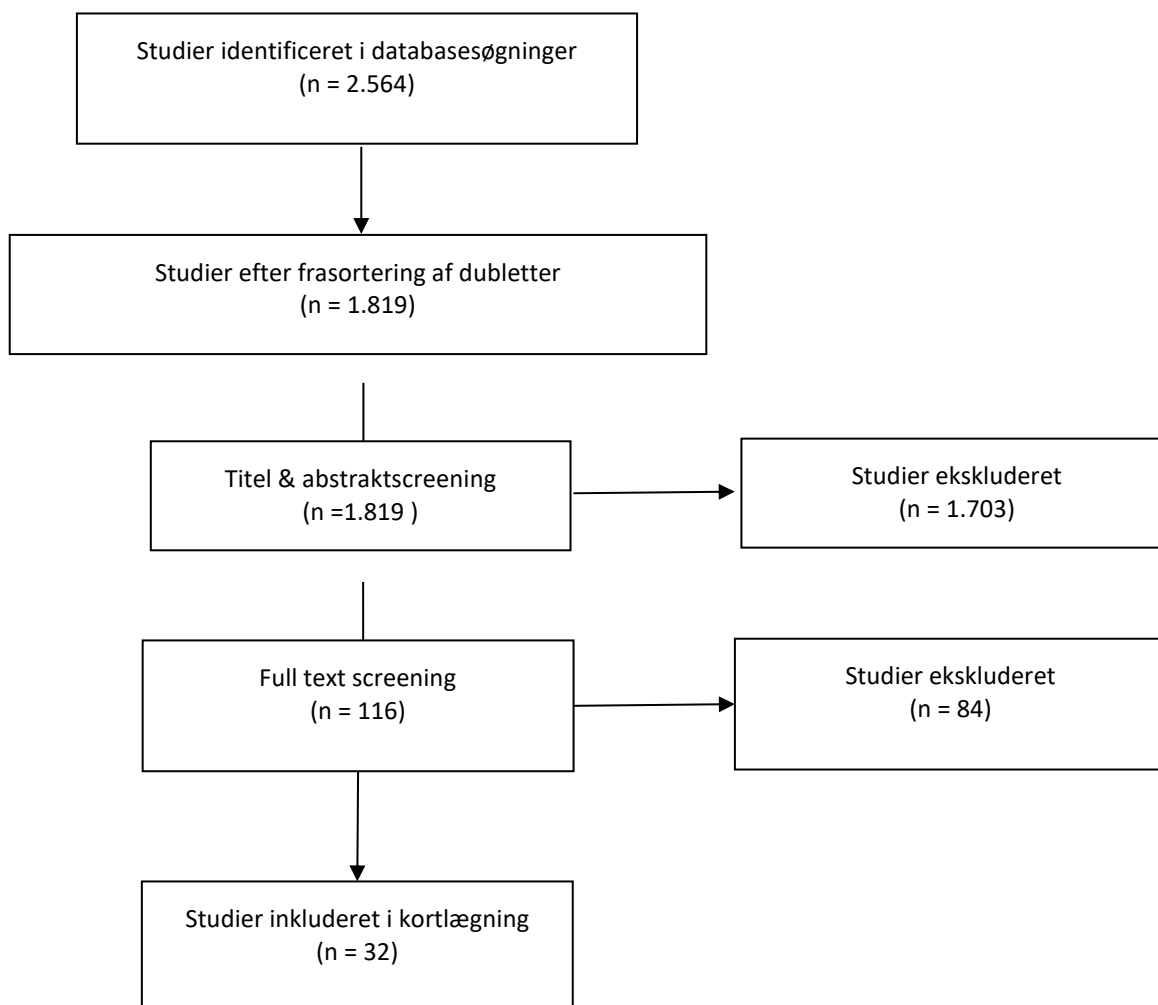 Studier identificeret i databasesøgninger
(n = 2.564)
Studier efter frasortering af dubletter
(n = 1.819)
Titel & abstraktscreening
(n =1.819 )
Studier ekskluderet
(n = 1.703)
Full text screening
(n = 116)
Studier ekskluderet
(n = 84)
Studier inkluderet i kortlægning
(n = 32)